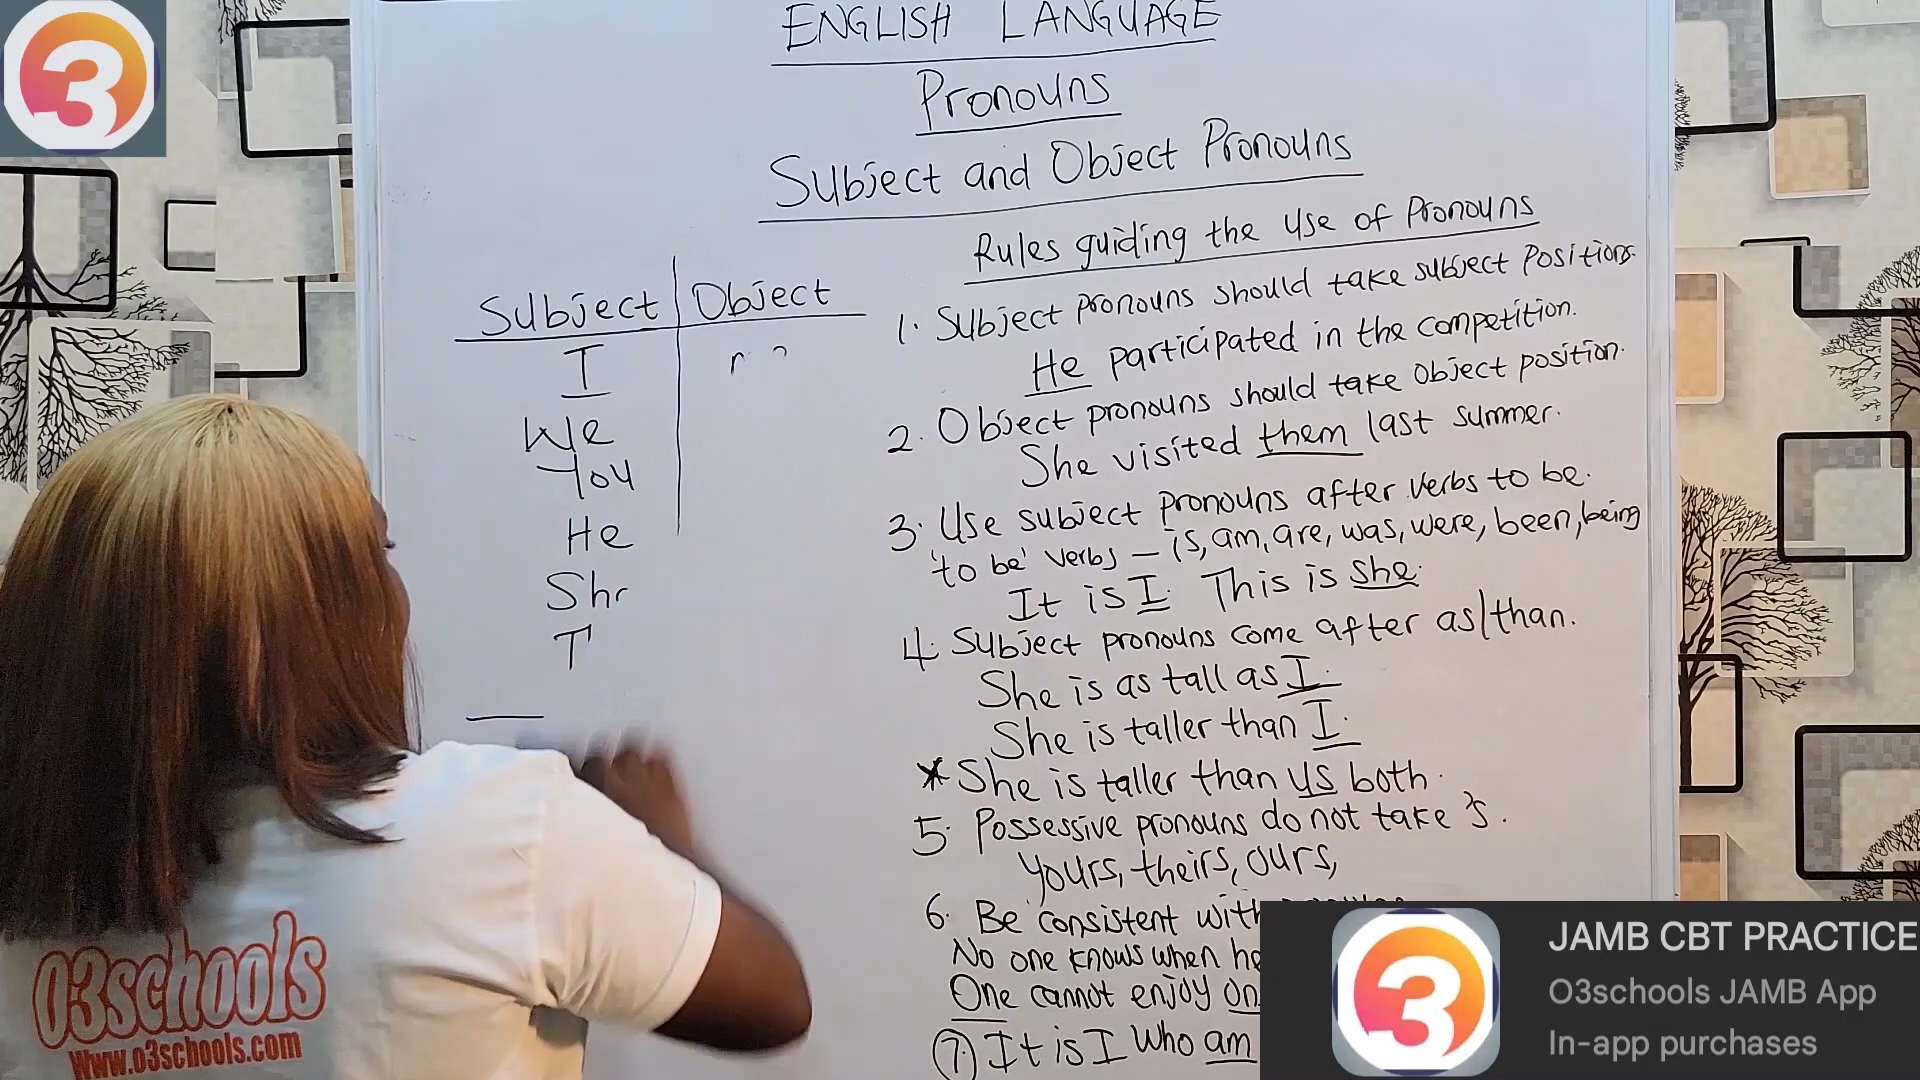 ENGLISH LANGUAGE
Pronouns
Subject and Object Pronouns
Rules guiding the use of Pronouns
Subject Object
I
We
You
He
1. Subject pronouns should take subject Positions.
He participated in the competition.
2. Object pronouns should take object position.
She visited them last summer.
3. Use subject pronouns after verbs to be.
'to be' verbs – is, am, are, was, were, been, being
It is I. This is she.
4. Subject pronouns come after as/than.
She is as tall as I.
She is taller than I.
* She is taller than us both.
5. Possessive pronouns do not take 's.
yours, theirs, ours,
6. Be consistent with
No one knows when he
One cannot enjoy
7. It is I who am
3
o3schools
www.o3schools.com
3
JAMB CBT PRACTICE
O3schools JAMB App
In-app purchases